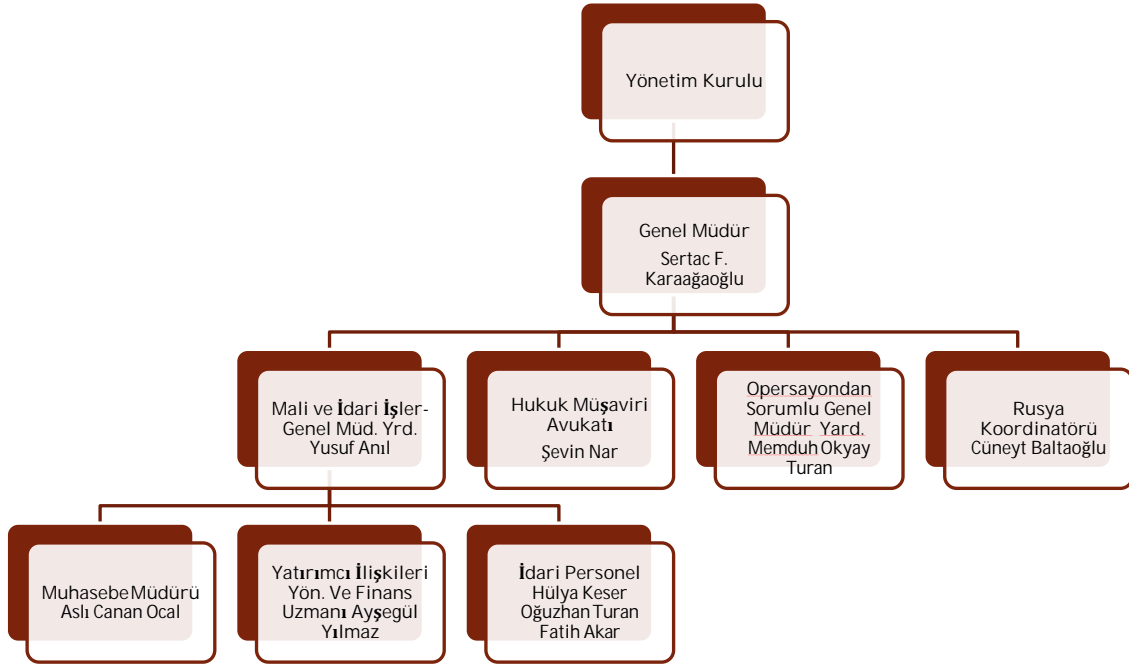 Yönetim Kurulu
Genel Müdür
Sertac F.
Karaağaoğlu
Mali ve İdari İşler-
Genel Müd. Yrd.
Yusuf Anıl
Hukuk Müşaviri
Avukatı
Şevin Nar
Opersayondan
Sorumlu Genel
Müdür Yard.
Memduh Okyay
Turan
Rusya
Koordinatörü
Cüneyt Baltaoğlu
Muhasebe Müdürü
Aslı Canan Ocal
Yatırımcı İlişkileri
Yön. Ve Finans
Uzmanı Ayşegül
Yılmaz
İdari Personel
Hülya Keser
Oğuzhan Turan
Fatih Akar